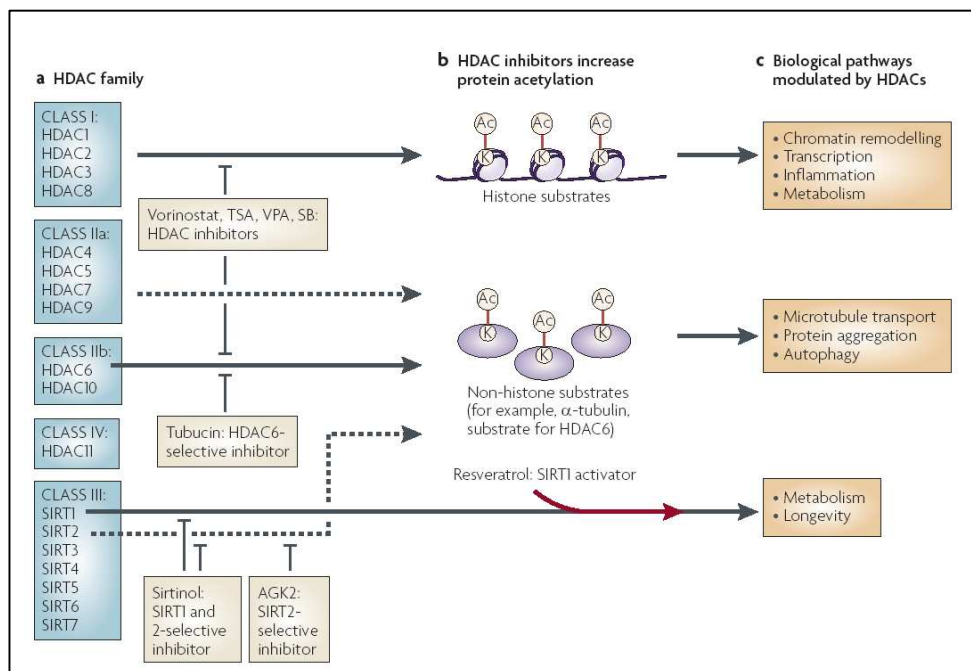 a HDAC family
CLASS I:
HDAC1
HDAC2
HDAC3
HDAC8
CLASS IIa:
HDAC4
HDAC5
HDAC7
HDAC9
CLASS IIb:
HDAC6
HDAC10
CLASS IV:
HDAC11
CLASS III:
SIRT1
SIRT2
SIRT3
SIRT4
SIRT5
SIRT6
SIRT7
Vorinostat, TSA, VPA, SB:
HDAC inhibitors
Tubucin: HDAC6-
selective inhibitor
Sirtinol:
SIRT1 and
2-selective
inhibitor
AGK2:
SIRT2-
selective
inhibitor
b HDAC inhibitors increase
protein acetylation
Ac Ac Ac
K K K
Histone substrates
Ac Ac Ac
K K K
Non-histone substrates
(for example, α-tubulin,
substrate for HDAC6)
Resveratrol: SIRT1 activator
c Biological pathways
modulated by HDACs
• Chromatin remodelling
• Transcription
• Inflammation
• Metabolism
• Microtubule transport
• Protein aggregation
• Autophagy
• Metabolism
• Longevity